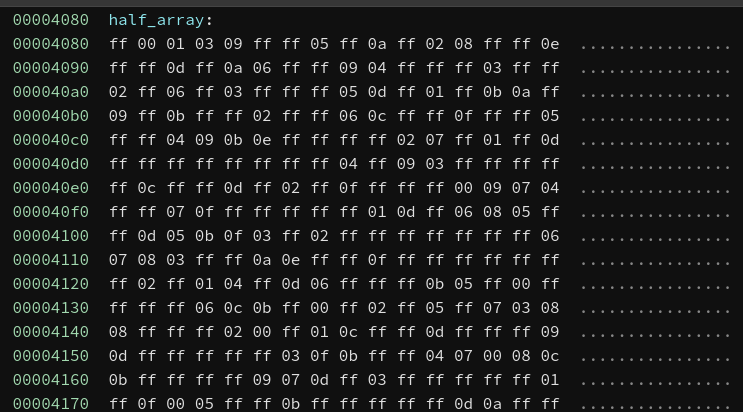 00004080  half_array:
00004080  ff 00 01 03 09 ff ff 05 ff 0a ff 02 08 ff ff 0e  ................
00004090  ff ff 0d ff 0a 06 ff ff 09 04 ff ff ff 03 ff ff  ................
000040a0  02 ff 06 ff 03 ff ff ff 05 0d ff 01 ff 0b 0a ff  ................
000040b0  09 ff 0b ff ff 02 ff ff 06 0c ff ff 0f ff ff 05  ................
000040c0  ff ff 04 09 0b 0e ff ff ff ff 02 07 ff 01 ff 0d  ................
000040d0  ff ff ff ff ff ff ff ff 04 ff 09 03 ff ff ff ff  ................
000040e0  ff 0c ff ff 0d ff 02 ff 0f ff ff ff 00 09 07 04  ................
000040f0  ff ff 07 0f ff ff ff ff ff 01 0d ff 06 08 05 ff  ................
00004100  ff 0d 05 0b 0f 03 ff 02 ff ff ff ff ff ff ff 06  ................
00004110  07 08 03 ff ff 0a 0e ff ff 0f ff ff ff ff ff ff  ................
00004120  ff 02 ff 01 04 ff 0d 06 ff ff ff 0b 05 ff 00 ff  ................
00004130  ff ff ff 06 0c 0b ff 00 ff 02 ff 05 ff 07 03 08  ................
00004140  08 ff ff ff 02 00 ff 01 0c ff ff 0d ff ff ff 09  ................
00004150  0d ff ff ff ff ff 03 0f 0b ff ff 04 07 00 08 0c  ................
00004160  0b ff ff ff ff 09 07 0d ff 03 ff ff ff ff ff 01  ................
00004170  ff 0f 00 05 ff ff 0b ff ff ff ff ff 0d 0a ff ff  ................